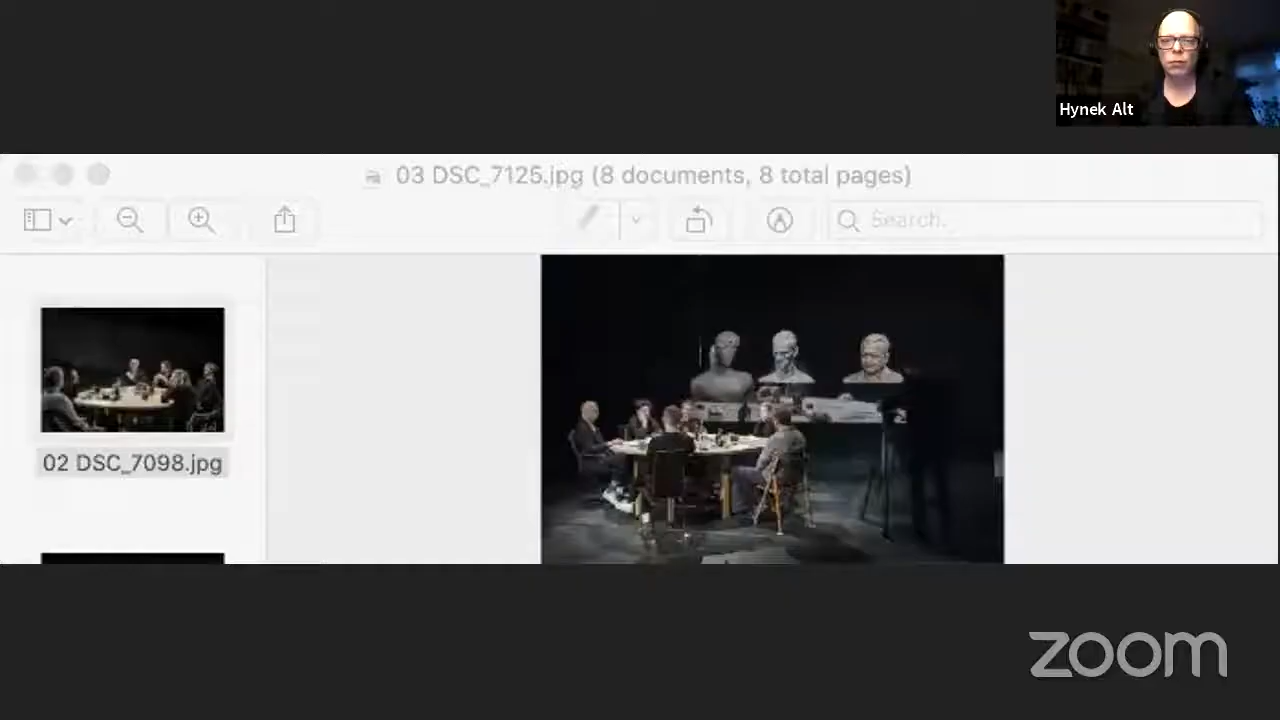 Hynek Alt
03 DSC_7125.jpg (8 documents, 8 total pages)
Search.
02 DSC_7098.jpg
zoom